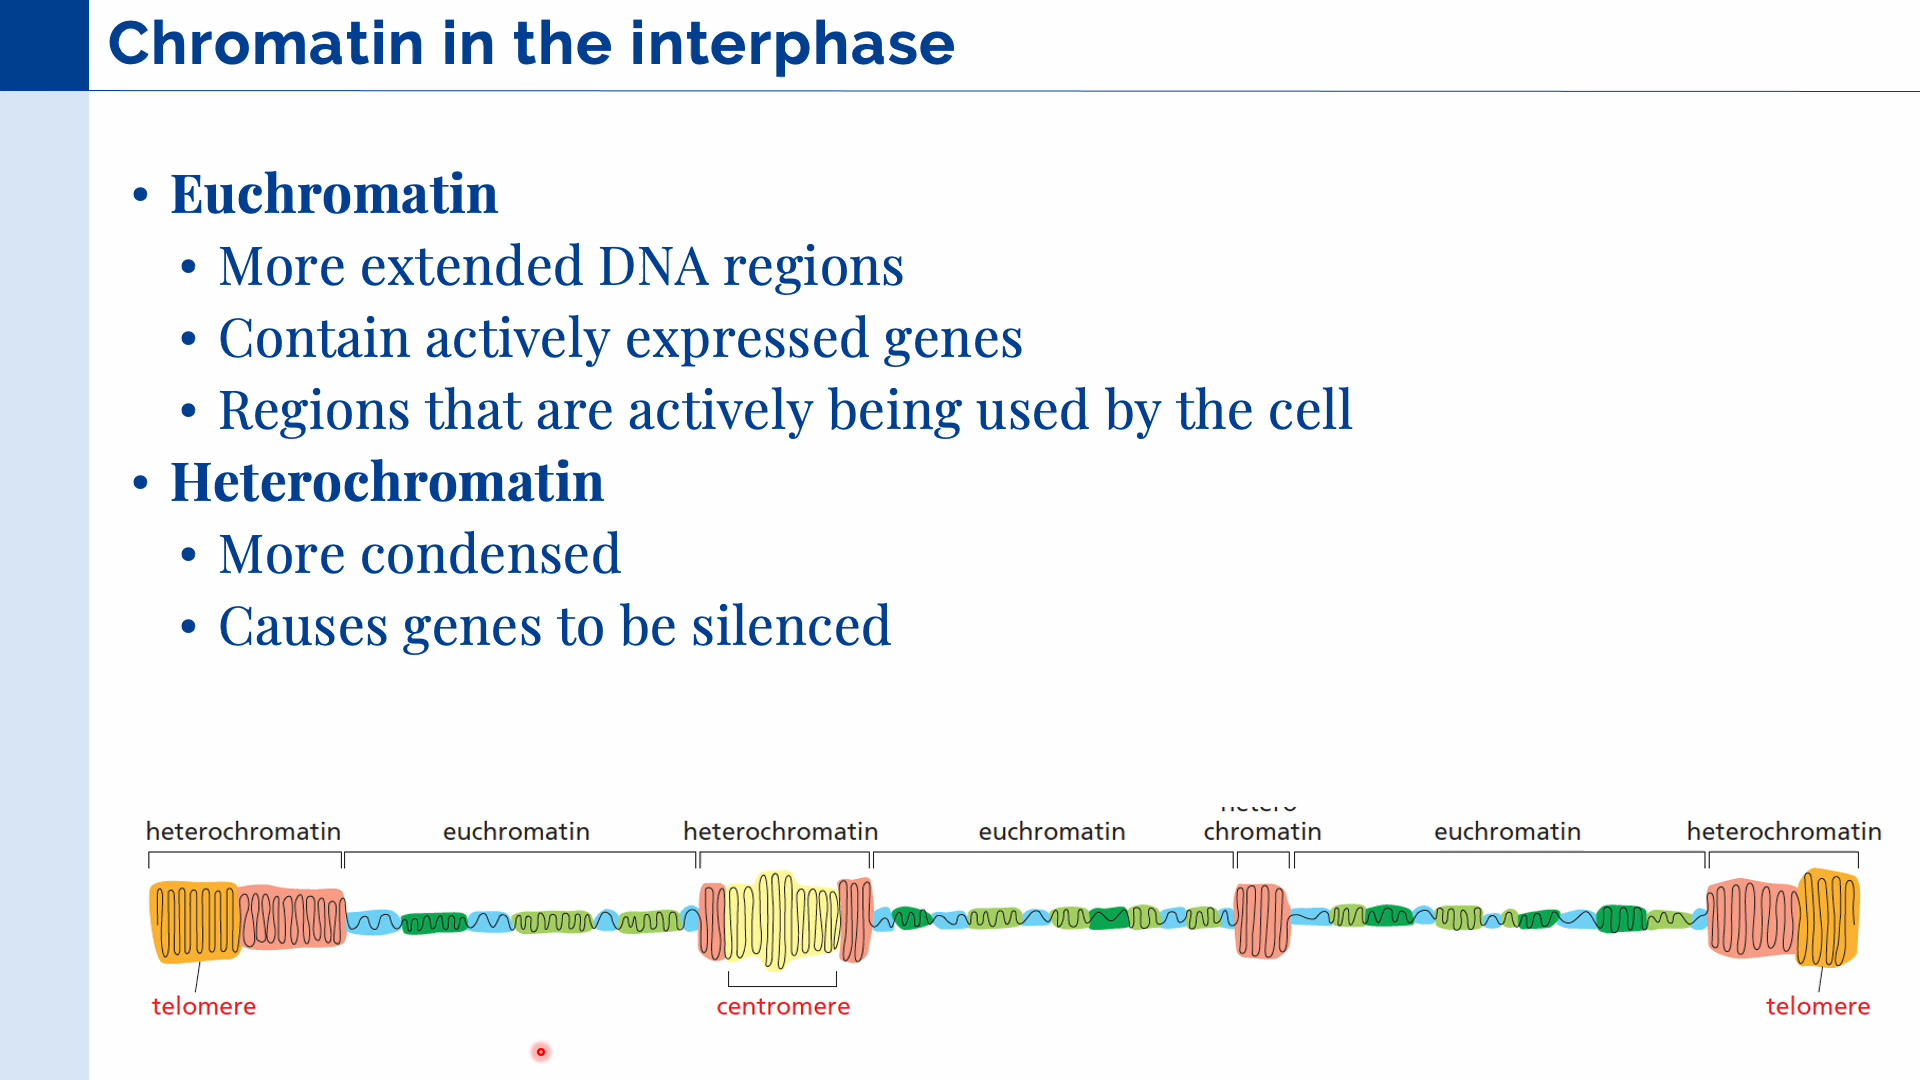 Chromatin in the interphase
• Euchromatin
• More extended DNA regions
• Contain actively expressed genes
• Regions that are actively being used by the cell
• Heterochromatin
• More condensed
• Causes genes to be silenced
hetero
heterochromatin euchromatin heterochromatin euchromatin chromatin euchromatin heterochromatin
telomere centromere telomere